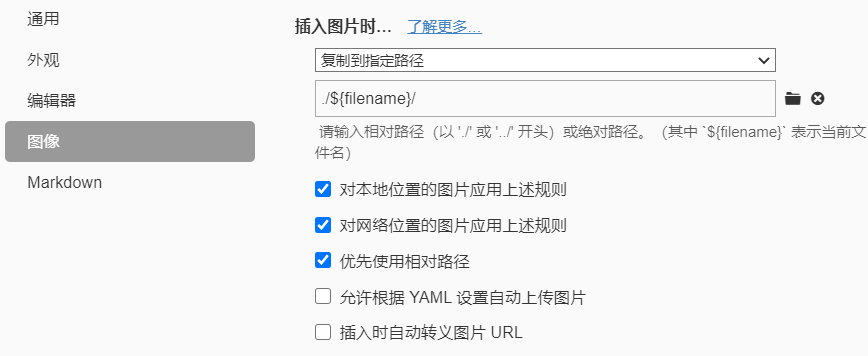 通用
外观
编辑器
图像
Markdown
插入图片时... 了解更多...
复制到指定路径
./${filename}/
请输入相对路径（以 './' 或 '../' 开头）或绝对路径。（其中 `${filename}` 表示当前文
件名）
对本地位置的图片应用上述规则
对网络位置的图片应用上述规则
优先使用相对路径
允许根据 YAML 设置自动上传图片
插入时自动转义图片 URL